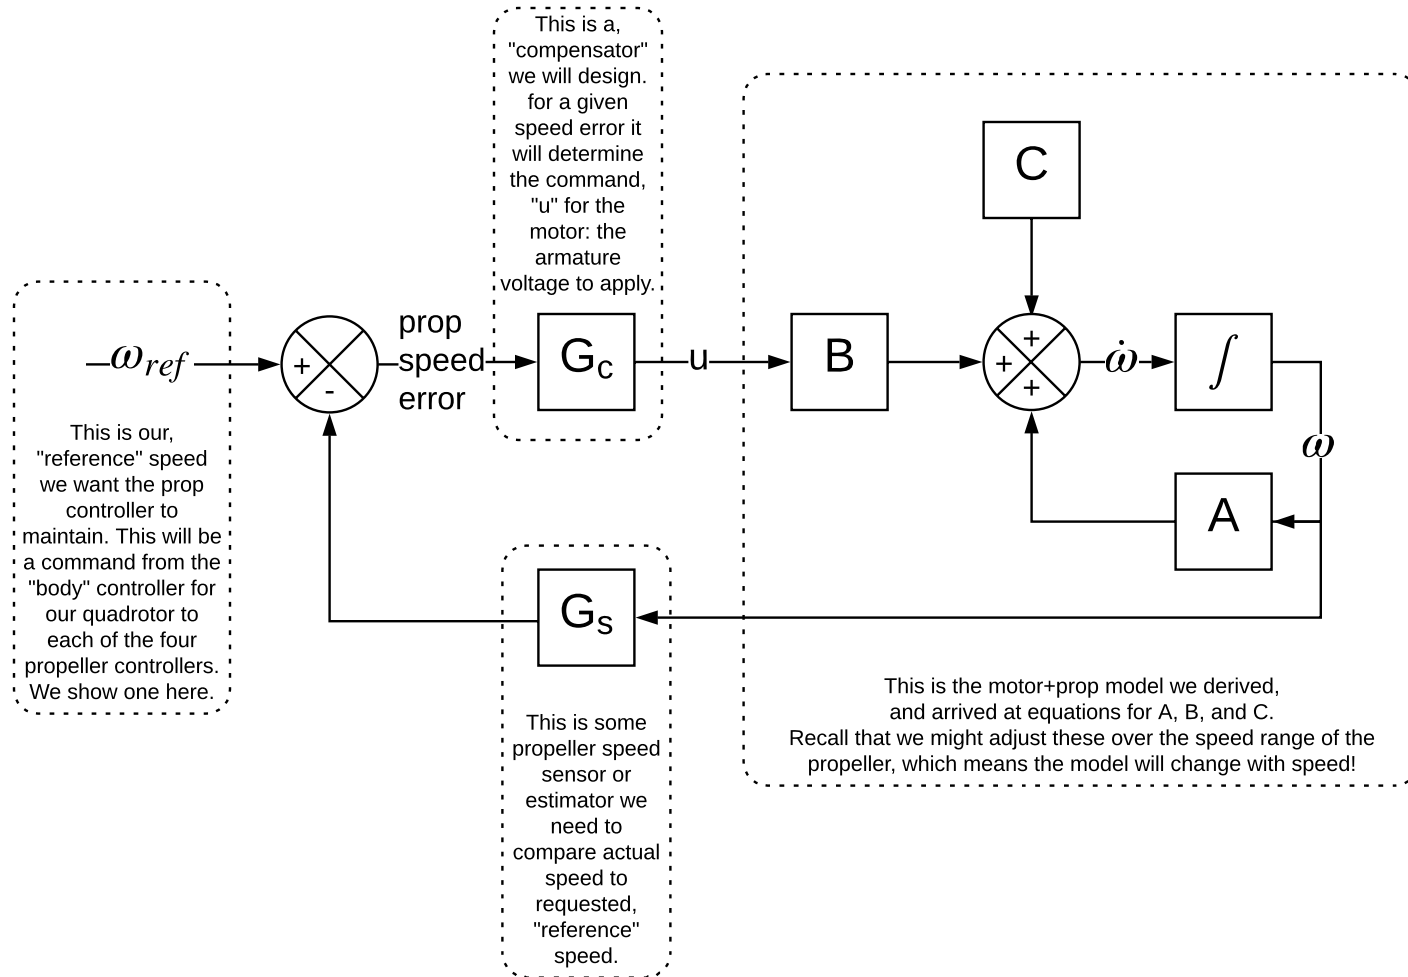 This is a,
"compensator"
we will design.
for a given
speed error it
will determine
the command,
"u" for the
motor: the
armature
voltage to apply.
C
+
+
+
ω̇
∫
ω
A
B
u
Gc
prop
speed
error
+
-
ωref
This is our,
"reference" speed
we want the prop
controller to
maintain. This will be
a command from the
"body" controller for
our quadrotor to
each of the four
propeller controllers.
We show one here.
Gs
This is some
propeller speed
sensor or
estimator we
need to
compare actual
speed to
requested,
"reference"
speed.
This is the motor+prop model we derived,
and arrived at equations for A, B, and C.
Recall that we might adjust these over the speed range of the
propeller, which means the model will change with speed!